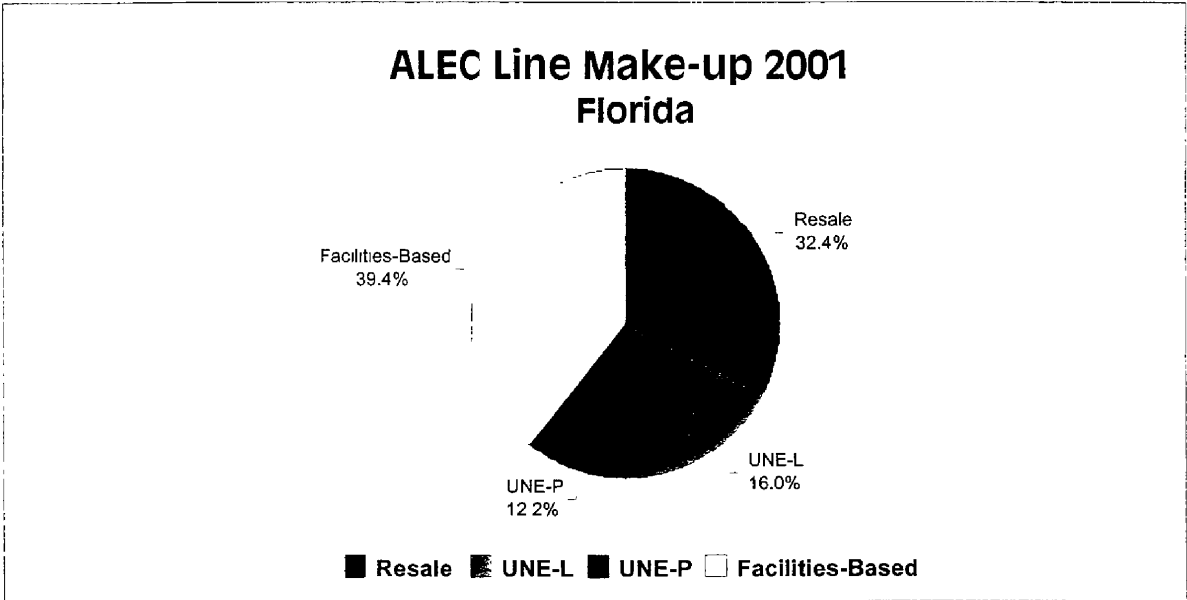 ALEC Line Make-up 2001
Florida
Resale
32.4%
Facilities-Based
39.4%
UNE-L
16.0%
UNE-P
12 2%
Resale UNE-L UNE-P Facilities-Based